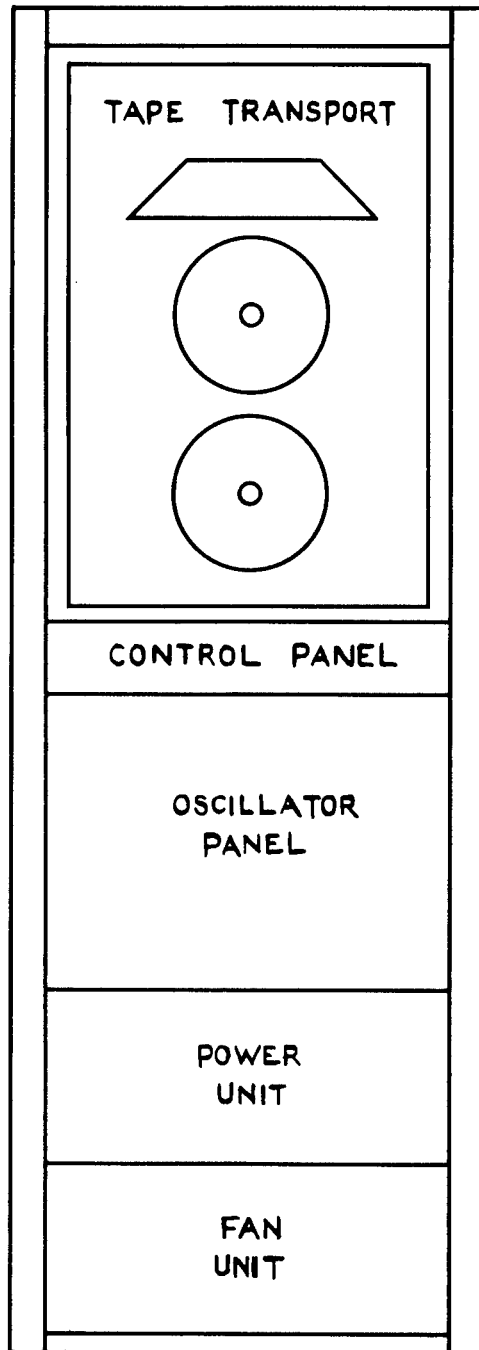 TAPE TRANSPORT
CONTROL PANEL
OSCILLATOR
PANEL
POWER
UNIT
FAN
UNIT